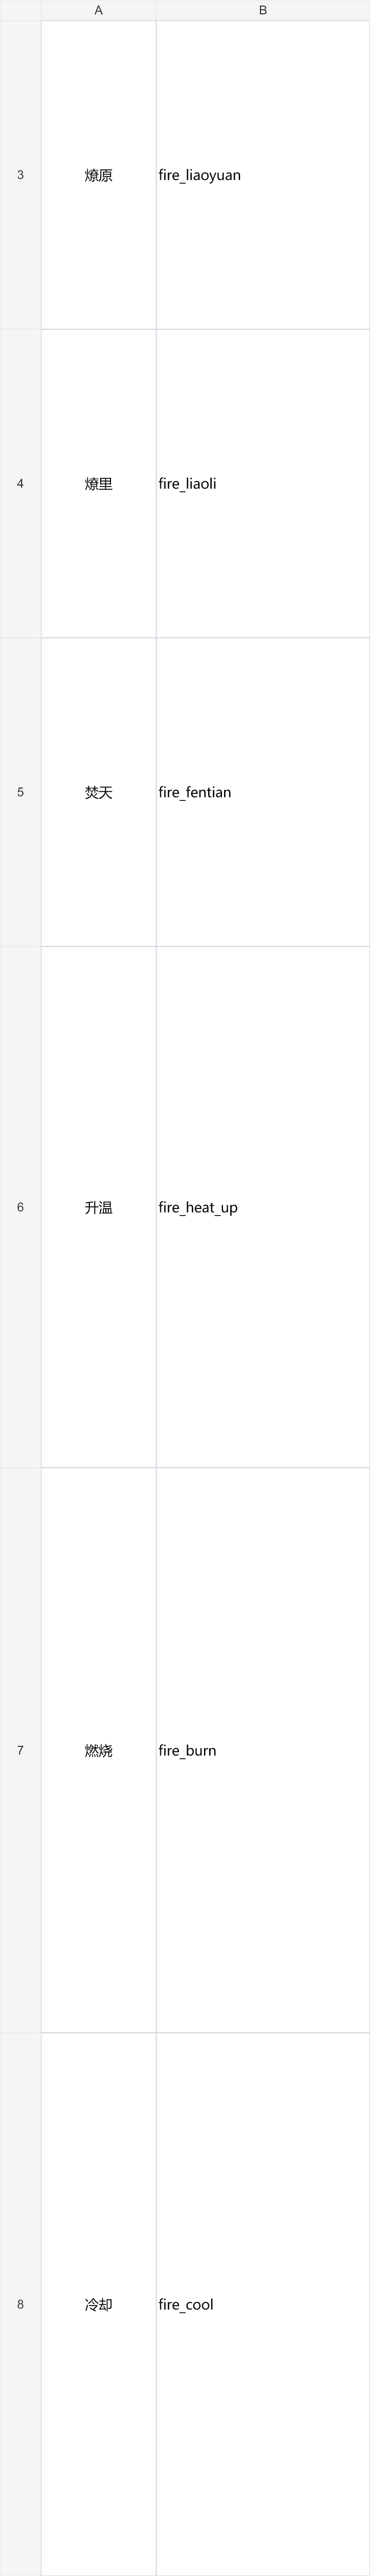 A B
3 燎原 fire_liaoyuan
4 燎里 fire_liaoli
5 焚天 fire_fentian
6 升温 fire_heat_up
7 燃烧 fire_burn
8 冷却 fire_cool